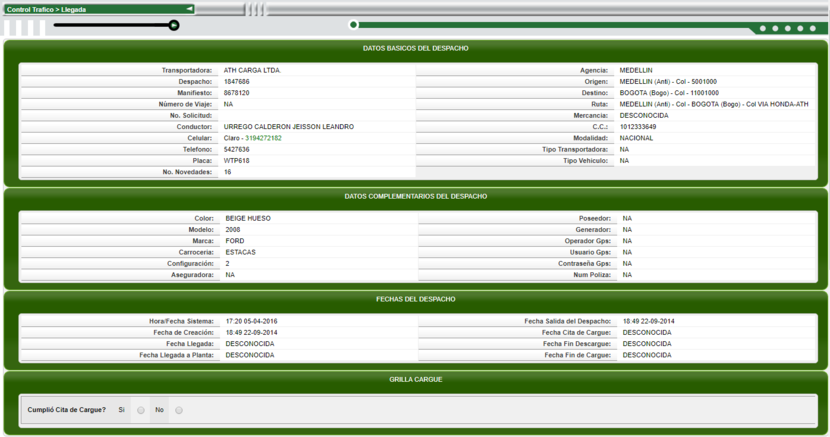 Control Trafico > Llegada
DATOS BASICOS DEL DESPACHO
Transportadora: ATH CARGA LTDA. Agencia: MEDELLIN
Despacho: 1847686 Origen: MEDELLIN (Anti) - Col - 5001000
Manifiesto: 8678120 Destino: BOGOTA (Bogo) - Col - 11001000
Número de Viaje: NA Ruta: MEDELLIN (Anti) - Col - BOGOTA (Bogo) - Col VIA HONDA-ATH
No. Solicitud: Mercancia: DESCONOCIDA
Conductor: URREGO CALDERON JEISSON LEANDRO C.C.: 1012333649
Celular: Claro - 3194272182 Modalidad: NACIONAL
Telefono: 5427636 Tipo Transportadora: NA
Placa: WTP618 Tipo Vehiculo: NA
No. Novedades: 16
DATOS COMPLEMENTARIOS DEL DESPACHO
Color: BEIGE HUESO Poseedor: NA
Modelo: 2008 Generador: NA
Marca: FORD Operador Gps: NA
Carroceria: ESTACAS Usuario Gps: NA
Configuración: 2 Contraseña Gps: NA
Aseguradora: NA Num Poliza: NA
FECHAS DEL DESPACHO
Hora/Fecha Sistema: 17:20 05-04-2016 Fecha Salida del Despacho: 18:49 22-09-2014
Fecha de Creación: 18:49 22-09-2014 Fecha Cita de Cargue: DESCONOCIDA
Fecha Llegada: DESCONOCIDA Fecha Fin Descargue: DESCONOCIDA
Fecha Llegada a Planta: DESCONOCIDA Fecha Fin de Cargue: DESCONOCIDA
GRILLA CARGUE
Cumplió Cita de Cargue? Si No